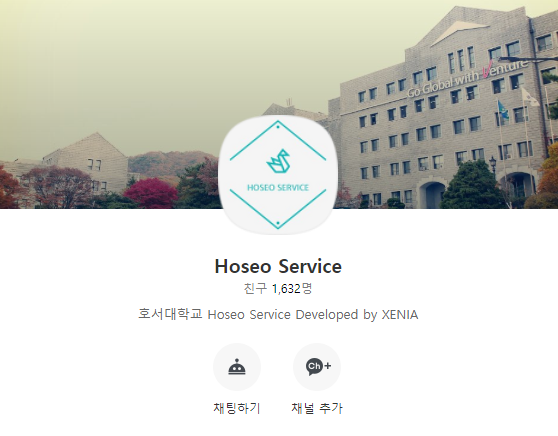 Go Global with Venture
HOSEO SERVICE
Hoseo Service
친구 1,632명
호서대학교 Hoseo Service Developed by XENIA
Ch+
채팅하기
채널 추가